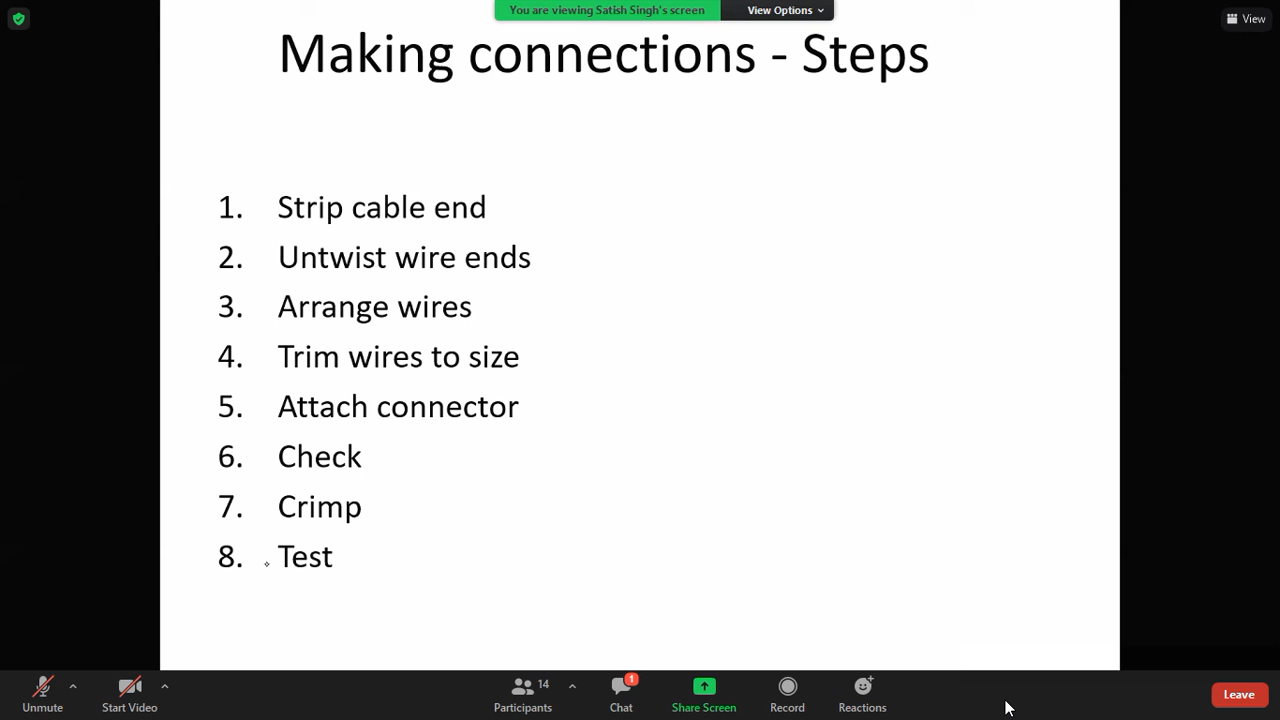 You are viewing Satish Singh's screen
View Options
View
Making connections - Steps
1. Strip cable end
2. Untwist wire ends
3. Arrange wires
4. Trim wires to size
5. Attach connector
6. Check
7. Crimp
8. Test
Unmute
Start Video
14
Participants
1
Chat
Share Screen
Record
Reactions
Leave